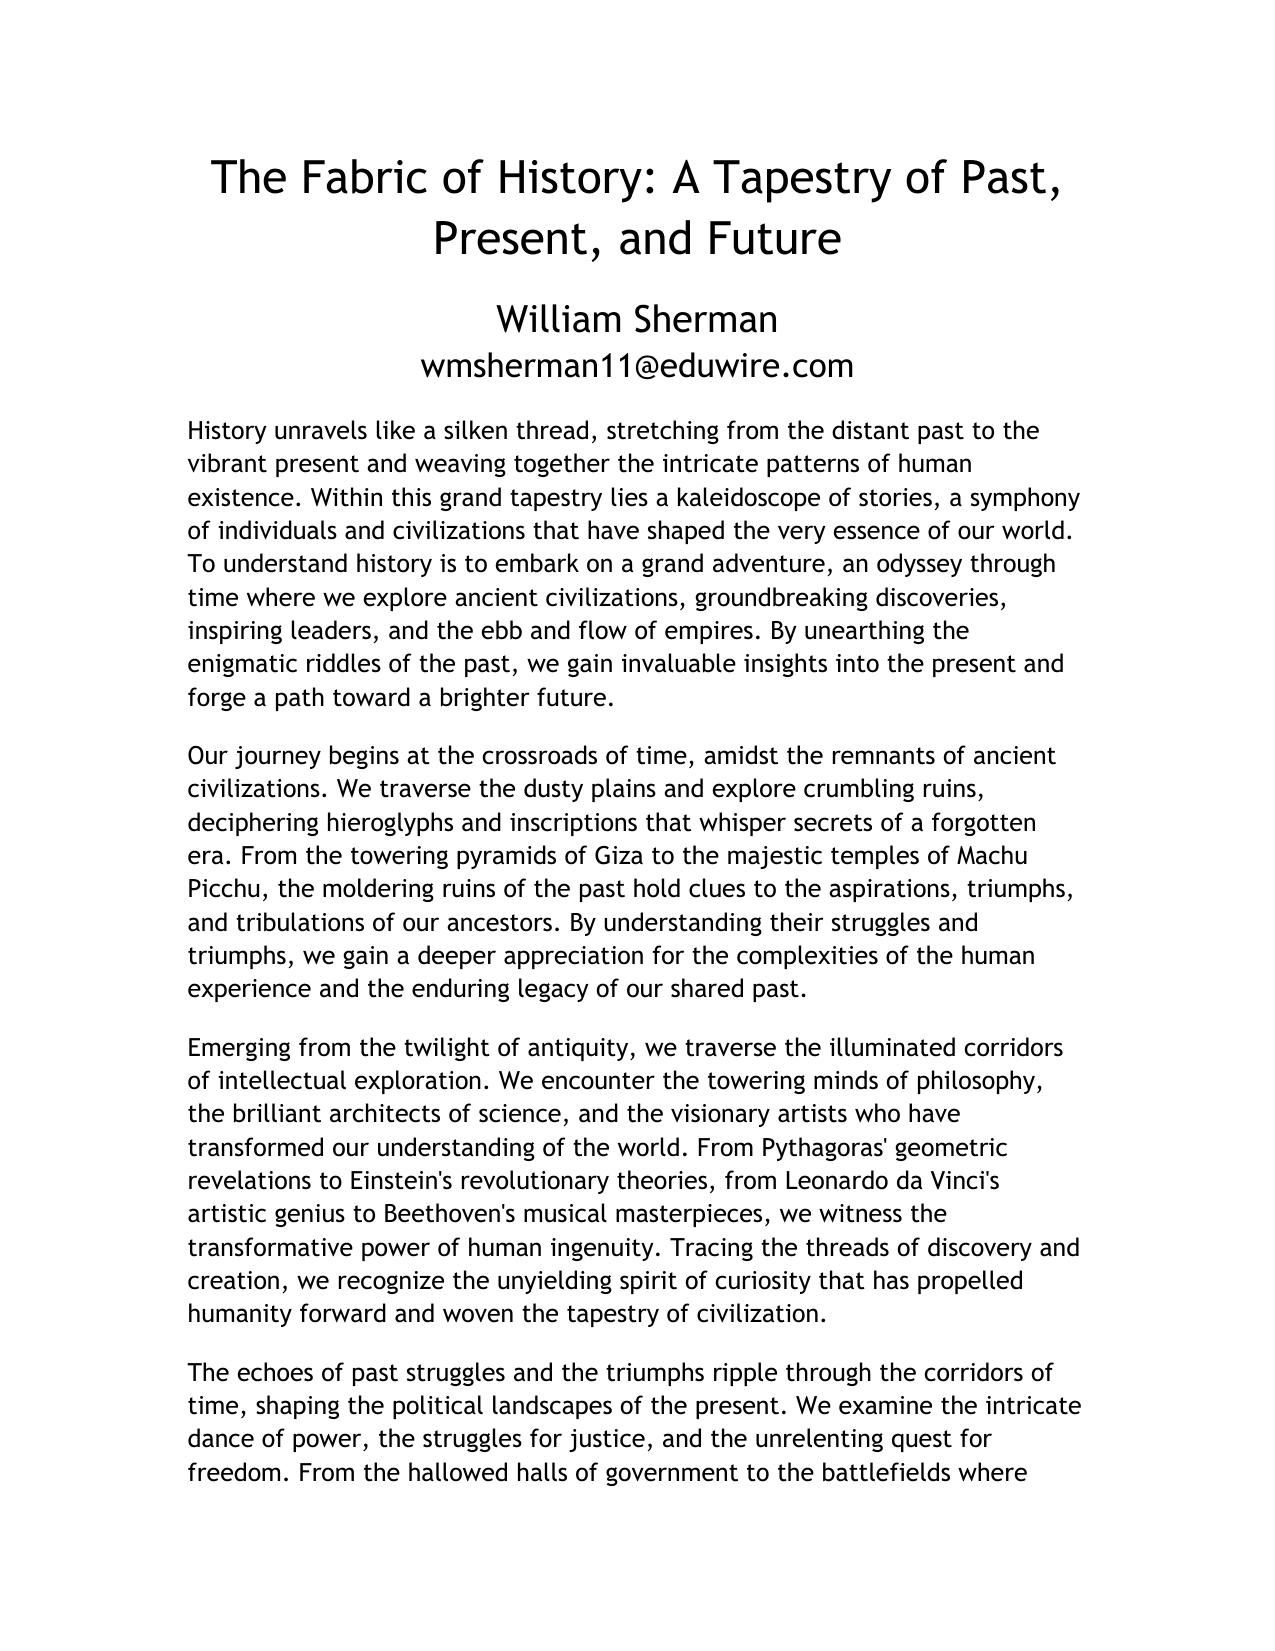 The Fabric of History: A Tapestry of Past,
Present, and Future
William Sherman
wmsherman11@eduwire.com
History unravels like a silken thread, stretching from the distant past to the
vibrant present and weaving together the intricate patterns of human
existence. Within this grand tapestry lies a kaleidoscope of stories, a symphony
of individuals and civilizations that have shaped the very essence of our world.
To understand history is to embark on a grand adventure, an odyssey through
time where we explore ancient civilizations, groundbreaking discoveries,
inspiring leaders, and the ebb and flow of empires. By unearthing the
enigmatic riddles of the past, we gain invaluable insights into the present and
forge a path toward a brighter future.
Our journey begins at the crossroads of time, amidst the remnants of ancient
civilizations. We traverse the dusty plains and explore crumbling ruins,
deciphering hieroglyphs and inscriptions that whisper secrets of a forgotten
era. From the towering pyramids of Giza to the majestic temples of Machu
Picchu, the moldering ruins of the past hold clues to the aspirations, triumphs,
and tribulations of our ancestors. By understanding their struggles and
triumphs, we gain a deeper appreciation for the complexities of the human
experience and the enduring legacy of our shared past.
Emerging from the twilight of antiquity, we traverse the illuminated corridors
of intellectual exploration. We encounter the towering minds of philosophy,
the brilliant architects of science, and the visionary artists who have
transformed our understanding of the world. From Pythagoras' geometric
revelations to Einstein's revolutionary theories, from Leonardo da Vinci's
artistic genius to Beethoven's musical masterpieces, we witness the
transformative power of human ingenuity. Tracing the threads of discovery and
creation, we recognize the unyielding spirit of curiosity that has propelled
humanity forward and woven the tapestry of civilization.
The echoes of past struggles and the triumphs ripple through the corridors of
time, shaping the political landscapes of the present. We examine the intricate
dance of power, the struggles for justice, and the unrelenting quest for
freedom. From the hallowed halls of government to the battlefields where